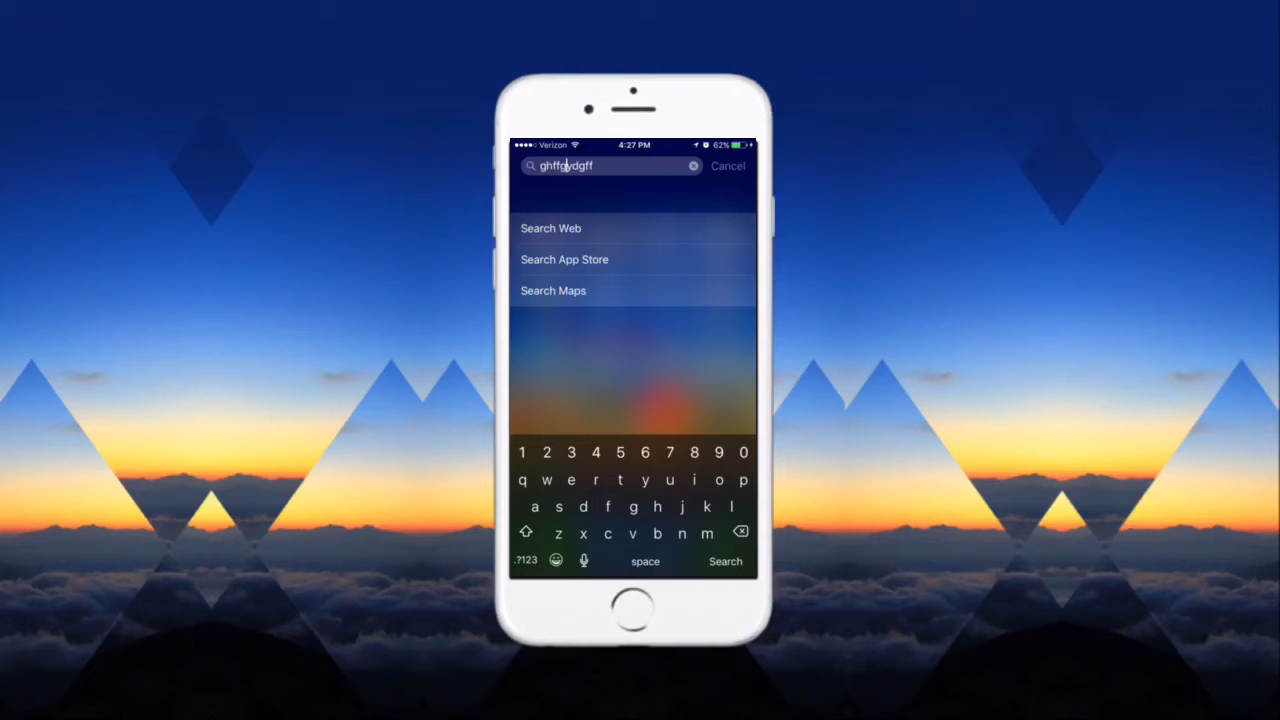 Verizon 4:27 PM 62%
ghffgydgff Cancel
Search Web
Search App Store
Search Maps
1 2 3 4 5 6 7 8 9 0
q w e r t y u i o p
a s d f g h j k l
z x c v b n m
.?123 space Search